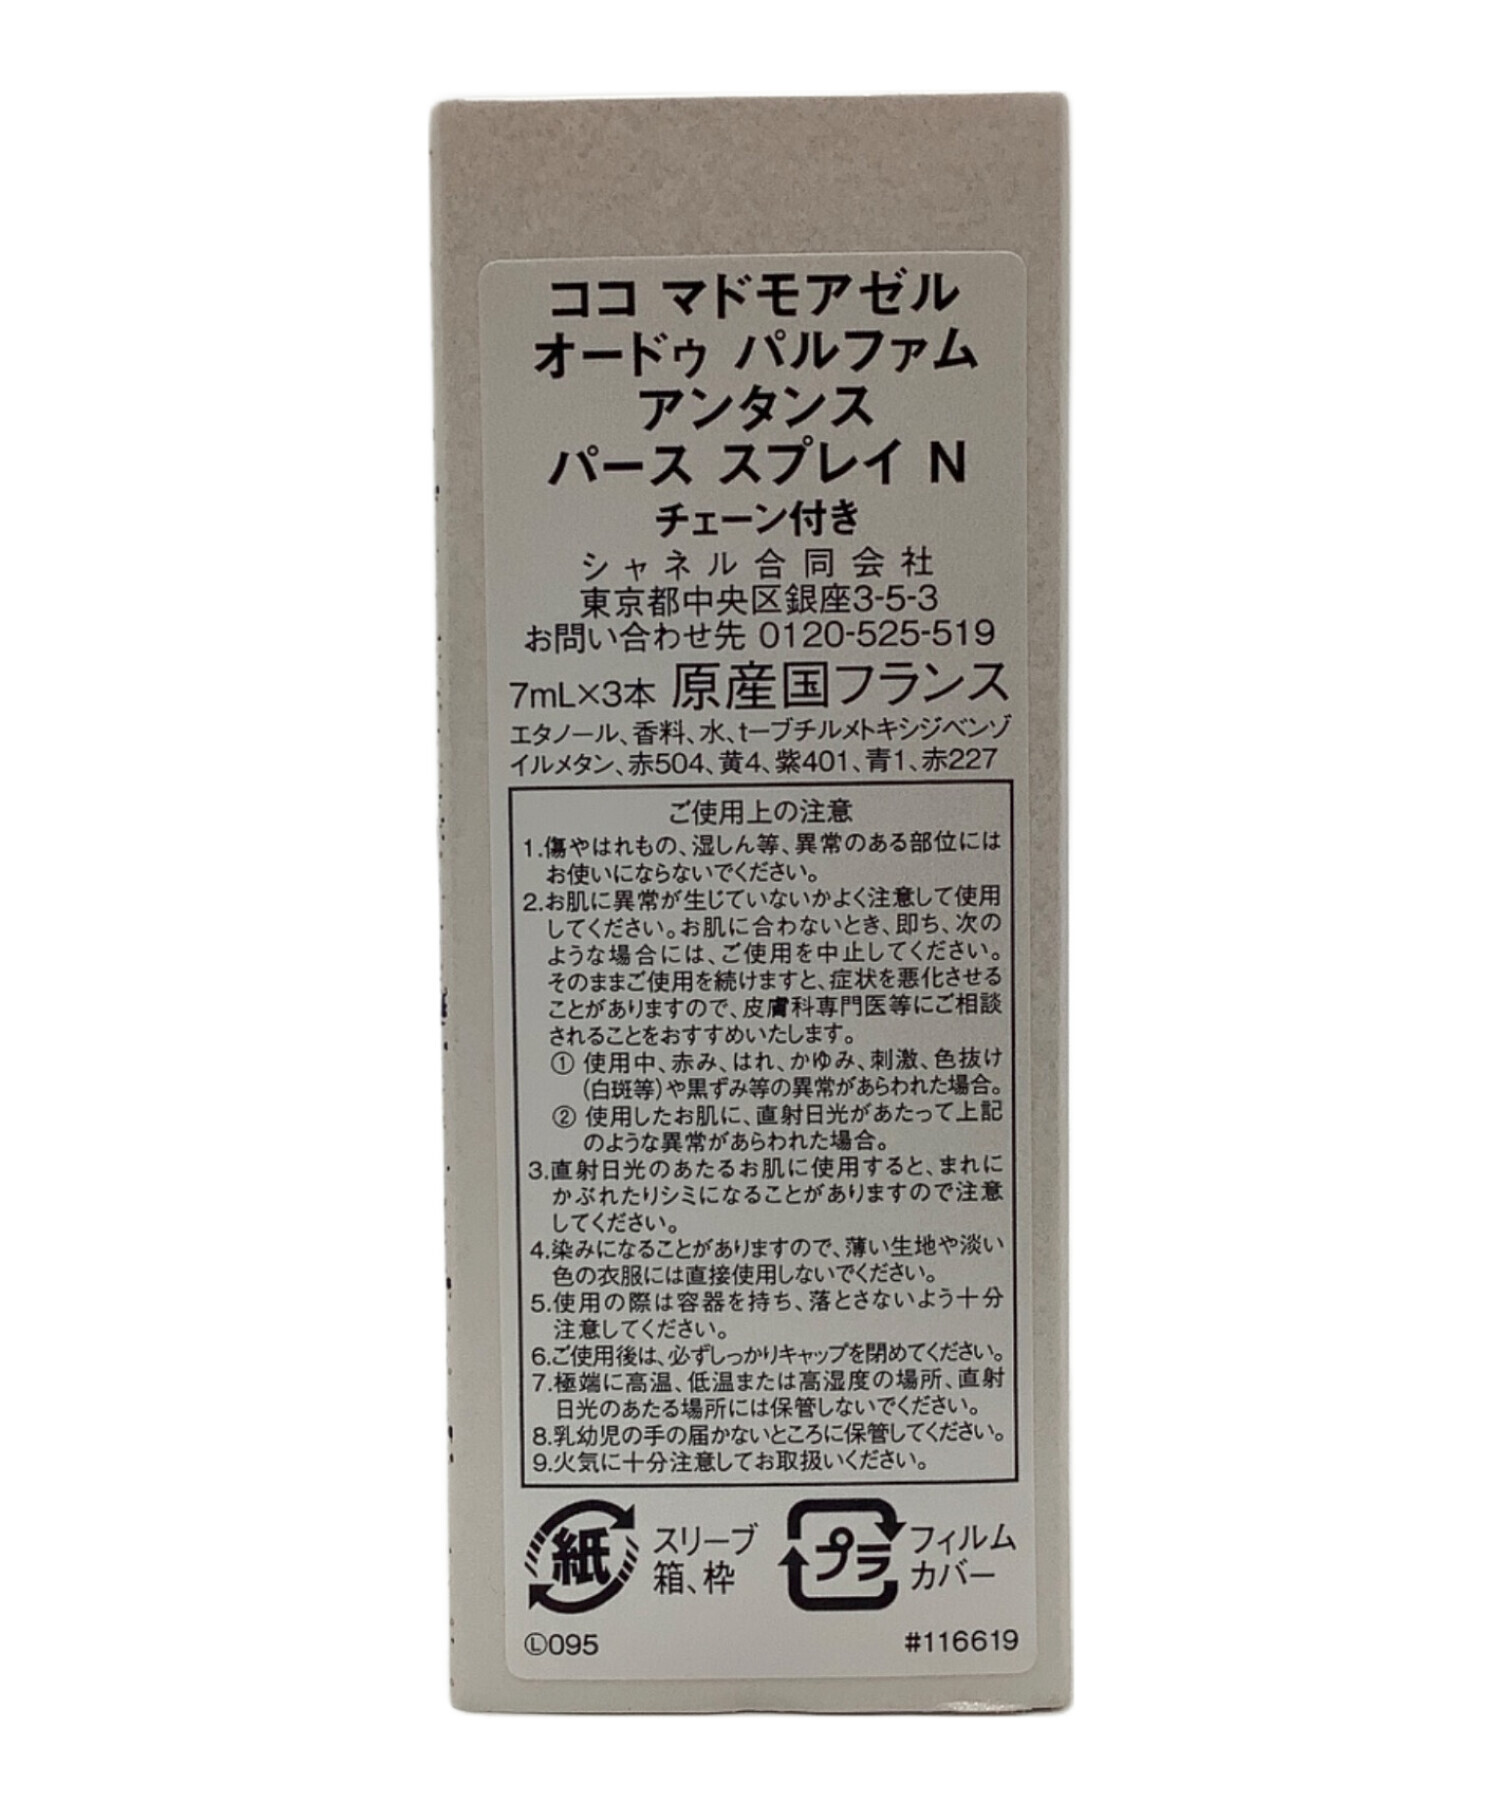 ココ マドモアゼル
オードゥ パルファム
アンタンス
パース スプレイ N
チェーン付き
シャネル合同会社
東京都中央区銀座3-5-3
お問い合わせ先 0120-525-519
7mL×3本 原産国フランス
エタノール、香料、水、t-ブチルメトキシジベンゾ
イルメタン、赤504、黄4、紫401、青1、赤227
ご使用上の注意
1.傷やはれもの、湿しん等、異常のある部位には
お使いにならないでください。
2.お肌に異常が生じていないかよく注意して使用
してください。お肌に合わないとき、即ち、次の
ような場合には、ご使用を中止してください。
そのままご使用を続けますと、症状を悪化させる
ことがありますので、皮膚科専門医等にご相談
されることをおすすめいたします。
① 使用中、赤み、はれ、かゆみ、刺激、色抜け
(白斑等)や黒ずみ等の異常があらわれた場合。
② 使用したお肌に、直射日光があたって上記
のような異常があらわれた場合。
3.直射日光のあたるお肌に使用すると、まれに
かぶれたりシミになることがありますので注意
してください。
4.染みになることがありますので、薄い生地や淡い
色の衣服には直接使用しないでください。
5.使用の際は容器を持ち、落とさないよう十分
注意してください。
6.ご使用後は、必ずしっかりキャップを閉めてください。
7.極端に高温、低温または高湿度の場所、直射
日光のあたる場所には保管しないでください。
8.乳幼児の手の届かないところに保管してください。
9.火気に十分注意してお取扱いください。
紙 スリーブ
箱、枠
プラ フィルム
カバー
Ⓛ095 #116619